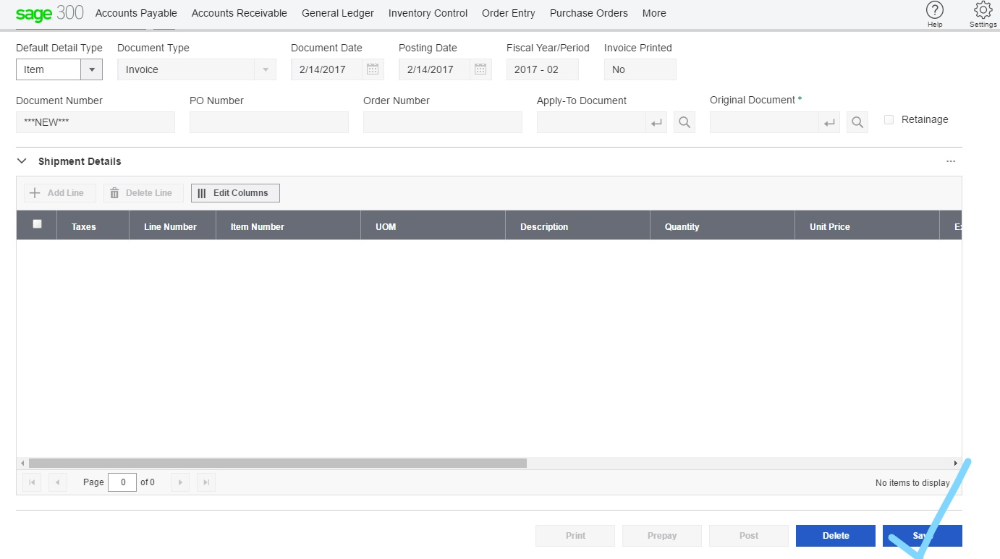 sage 300 Accounts Payable Accounts Receivable General Ledger Inventory Control Order Entry Purchase Orders More
Help Settings
Default Detail Type Document Type Document Date Posting Date Fiscal Year/Period Invoice Printed
Item Invoice 2/14/2017 2/14/2017 2017 - 02 No
Document Number PO Number Order Number Apply-To Document Original Document *
***NEW*** Retainage
Shipment Details ...
Add Line Delete Line Edit Columns
Taxes Line Number Item Number UOM Description Quantity Unit Price
Page 0 of 0 No items to display
Print Prepay Post Delete